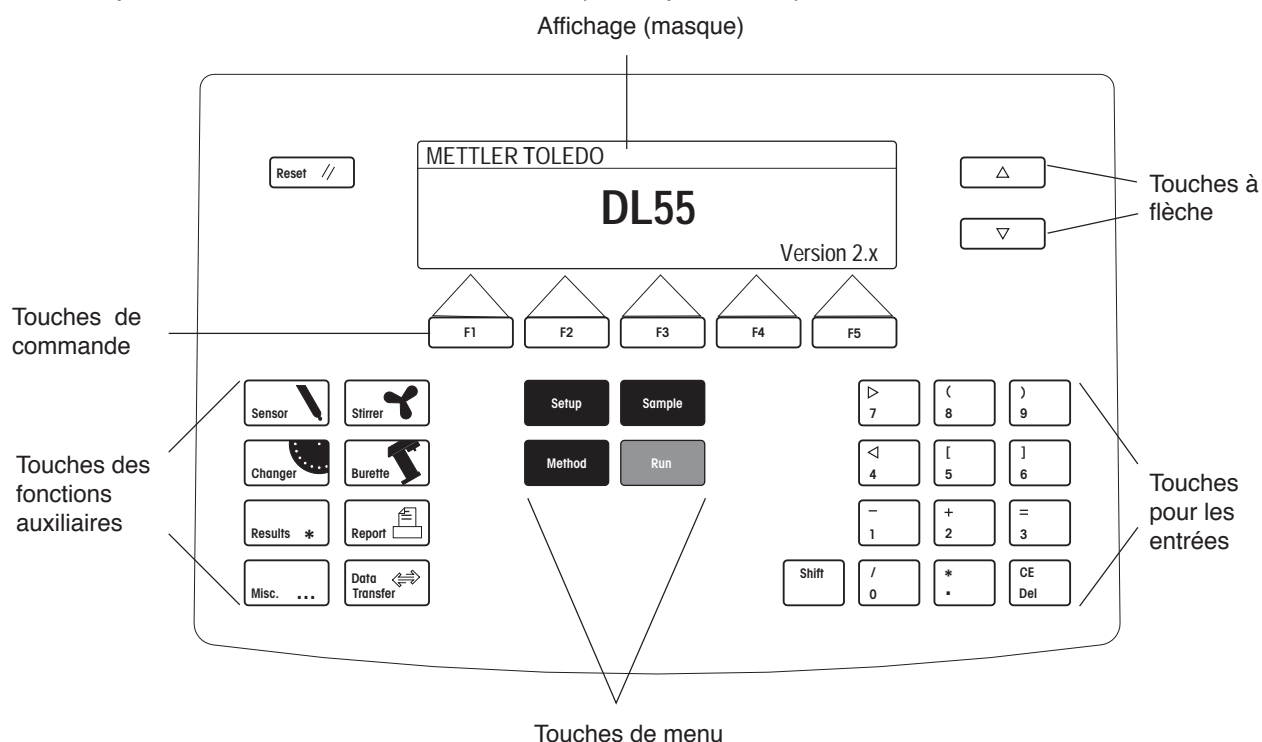 Affichage (masque)
Reset //
METTLER TOLEDO
DL55
Version 2.x
△
▽
Touches à
flèche
Touches de
commande
F1 F2 F3 F4 F5
Touches des
fonctions
auxiliaires
Sensor
Stirrer
Changer
Burette
Results *
Report
Misc. ...
Data
Transfer
Setup
Sample
Method
Run
▷ ( )
7 8 9
◁ [ ]
4 5 6
– + =
1 2 3
Shift / * CE
0 . Del
Touches
pour les
entrées
Touches de menu